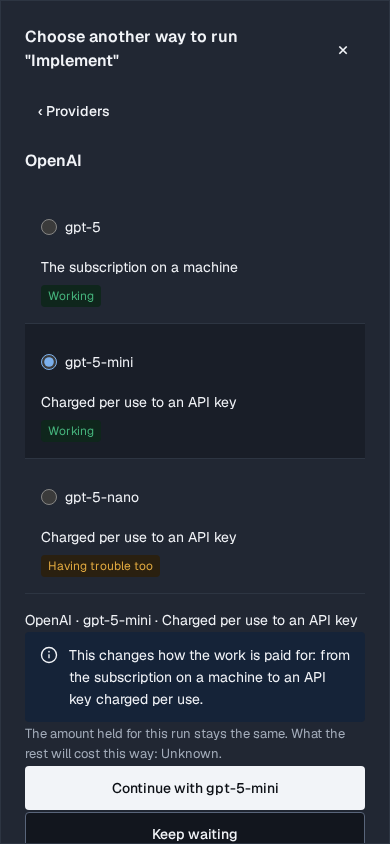 Choose another way to run
"Implement"
×
‹ Providers
OpenAI
gpt-5
The subscription on a machine
Working
gpt-5-mini
Charged per use to an API key
Working
gpt-5-nano
Charged per use to an API key
Having trouble too
OpenAI · gpt-5-mini · Charged per use to an API key
This changes how the work is paid for: from
the subscription on a machine to an API
key charged per use.
The amount held for this run stays the same. What the
rest will cost this way: Unknown.
Continue with gpt-5-mini
Keep waiting